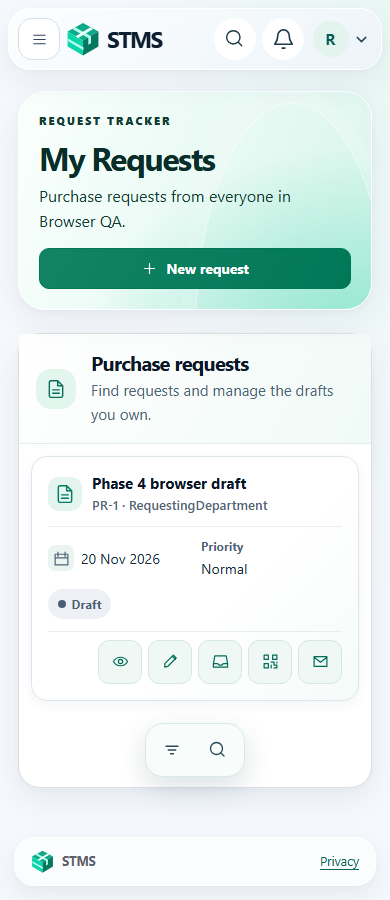 STMS
R
REQUEST TRACKER
My Requests
Purchase requests from everyone in
Browser QA.
New request
Purchase requests
Find requests and manage the drafts
you own.
Phase 4 browser draft
PR-1 · RequestingDepartment
20 Nov 2026
Priority
Normal
Draft
STMS
Privacy